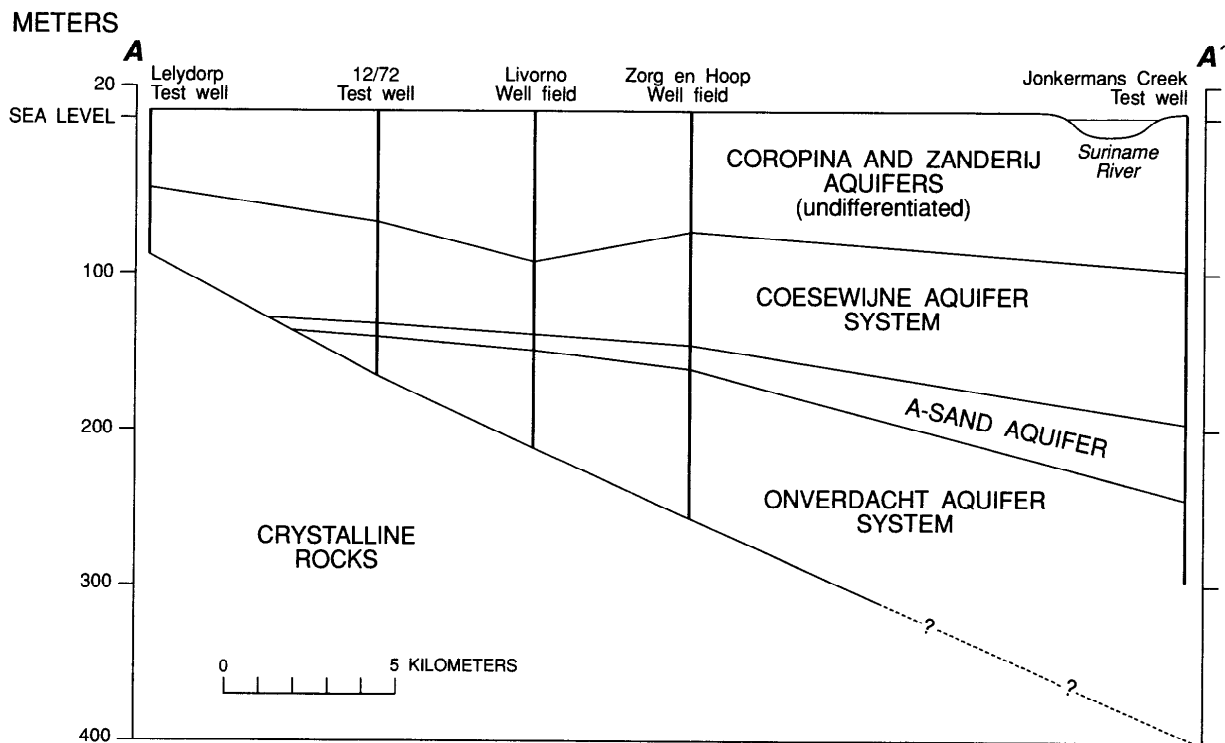 METERS
A
A´
Lelydorp
Test well
12/72
Test well
Livorno
Well field
Zorg en Hoop
Well field
Jonkermans Creek
Test well
20
SEA LEVEL
100
200
300
400
COROPINA AND ZANDERIJ
AQUIFERS
(undifferentiated)
Suriname
River
COESEWIJNE AQUIFER
SYSTEM
A-SAND AQUIFER
ONVERDACHT AQUIFER
SYSTEM
CRYSTALLINE
ROCKS
?
?
0 5 KILOMETERS